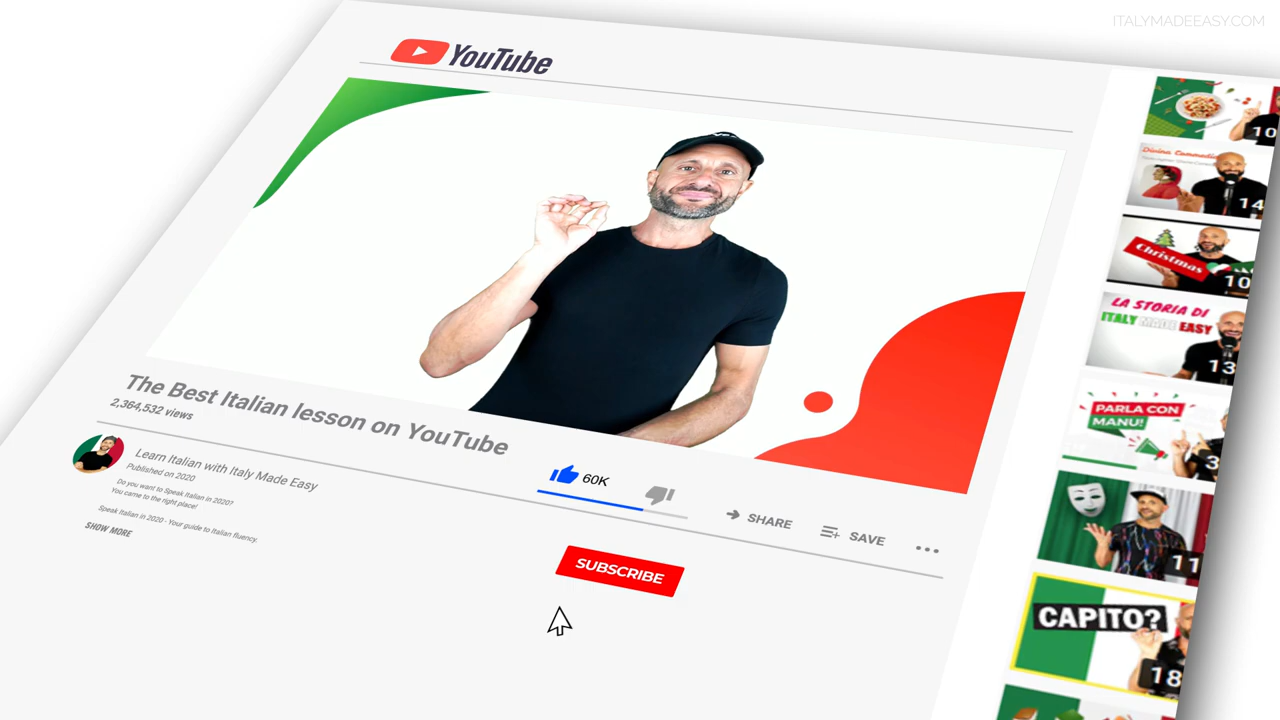 ITALYMADEEASY.COM
YouTube
The Best Italian lesson on YouTube
2,364,532 views
Learn Italian with Italy Made Easy
Published on 2020
Do you want to Speak Italian in 2020?
You came to the right place!
Speak Italian in 2020 - Your guide to Italian fluency.
SHOW MORE
60K
SHARE
SAVE
SUBSCRIBE
10
Divina Commedia
14
Christmas
10
LA STORIA DI
ITALY MADE EASY
13
PARLA CON
MANU!
3
11
CAPITO?
18